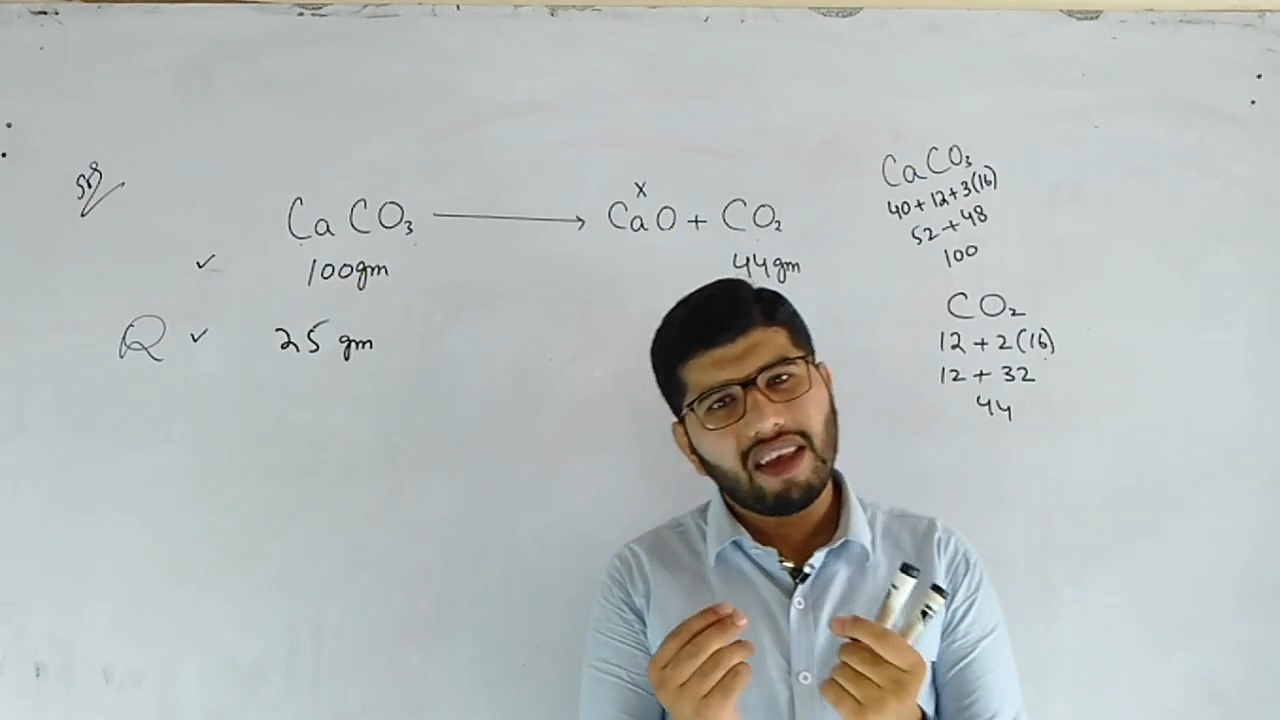 Sol
CaCO₃ ⟶ CaO + CO₂
x
✓ 100gm 44gm
Q ✓ 25 gm
CaCO₃
40+12+3(16)
52+48
100
CO₂
12 + 2(16)
12 + 32
44